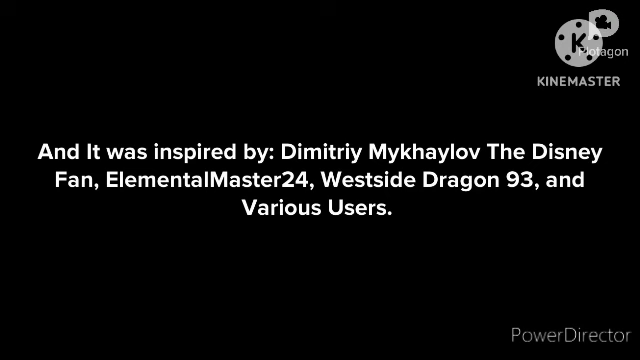 Plotagon
KINEMASTER
And It was inspired by: Dimitriy Mykhaylov The Disney
Fan, ElementalMaster24, Westside Dragon 93, and
Various Users.
PowerDirector